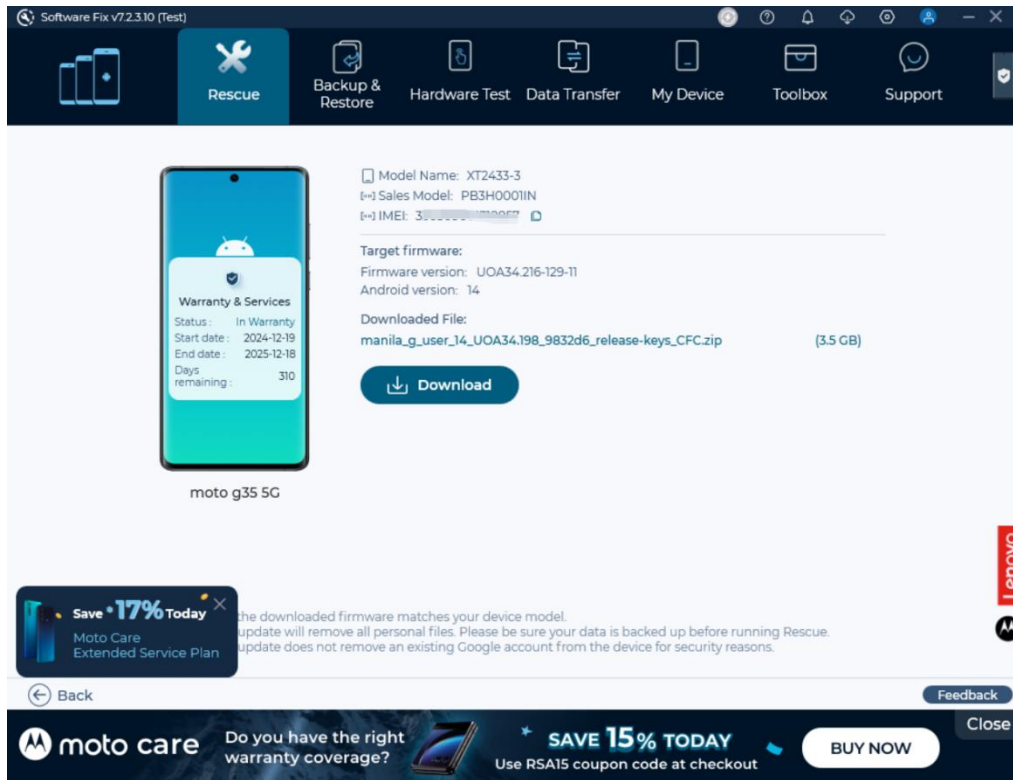 Software Fix v7.2.3.10 (Test)
Rescue
Backup &
Restore
Hardware Test
Data Transfer
My Device
Toolbox
Support
Model Name: XT2433-3
Sales Model: PB3H0001IN
IMEI:
Target firmware:
Firmware version: UOA34.216-129-11
Android version: 14
Downloaded File:
manila_g_user_14_UOA34.198_9832d6_release-keys_CFC.zip (3.5 GB)
Download
Warranty & Services
Status : In Warranty
Start date : 2024-12-19
End date : 2025-12-18
Days
remaining : 310
moto g35 5G
Lenovo
Save 17% Today
Moto Care
Extended Service Plan
the downloaded firmware matches your device model.
update will remove all personal files. Please be sure your data is backed up before running Rescue.
update does not remove an existing Google account from the device for security reasons.
Back
Feedback
Close
moto care
Do you have the right
warranty coverage?
SAVE 15% TODAY
Use RSA15 coupon code at checkout
BUY NOW